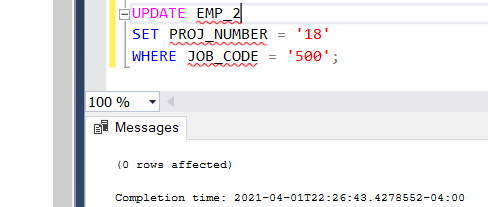 UPDATE EMP_2
SET PROJ_NUMBER = '18'
WHERE JOB_CODE = '500';
100 %
Messages
(0 rows affected)
Completion time: 2021-04-01T22:26:43.4278552-04:00